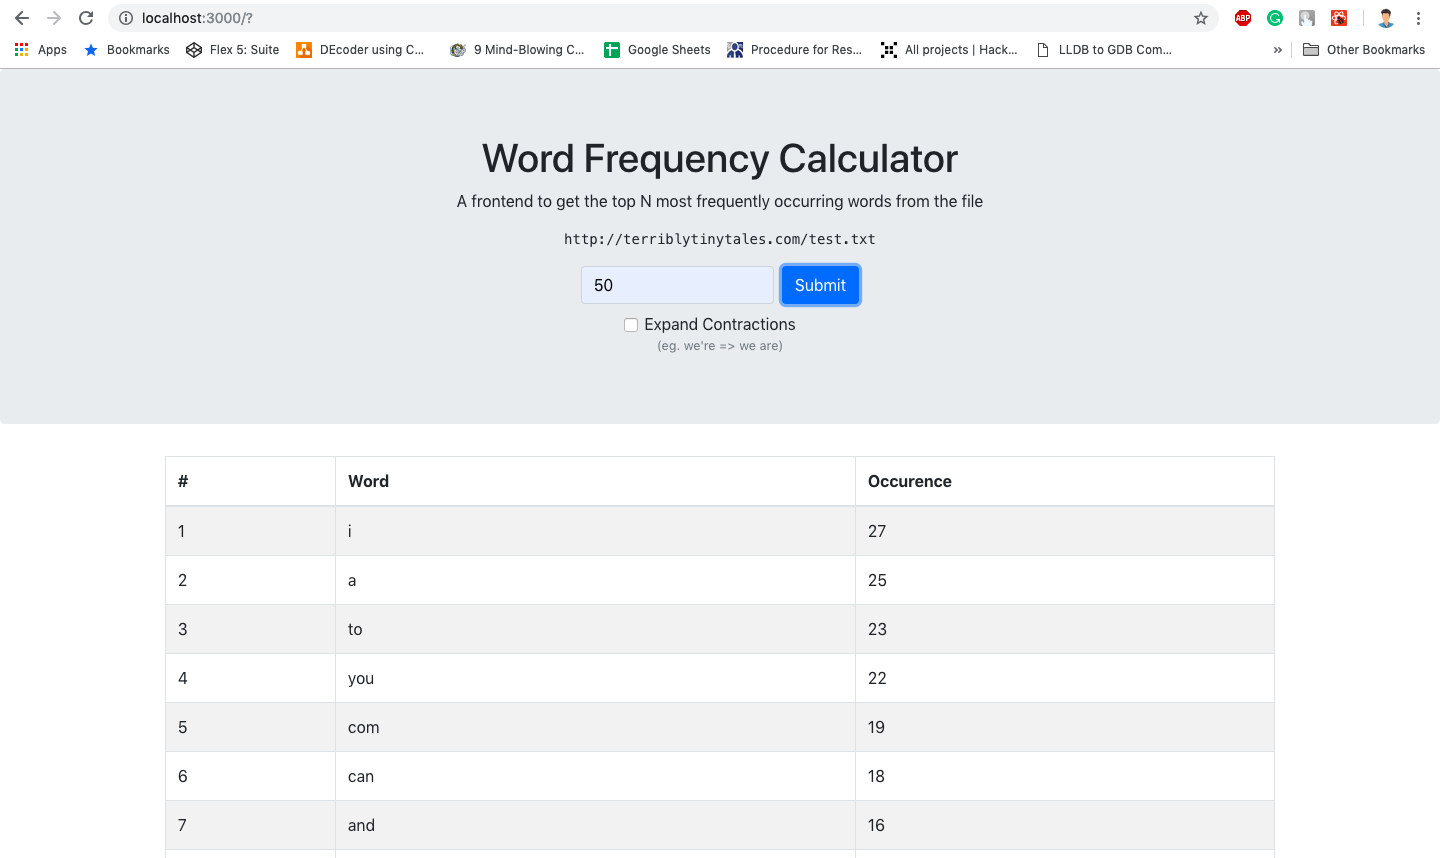 localhost:3000/?
ABP
Apps Bookmarks Flex 5: Suite DEcoder using C... 9 Mind-Blowing C... Google Sheets Procedure for Res... All projects | Hack... LLDB to GDB Com... » Other Bookmarks
Word Frequency Calculator
A frontend to get the top N most frequently occurring words from the file
http://terriblytinytales.com/test.txt
50 Submit
Expand Contractions
(eg. we're => we are)
# Word Occurence
1 i 27
2 a 25
3 to 23
4 you 22
5 com 19
6 can 18
7 and 16